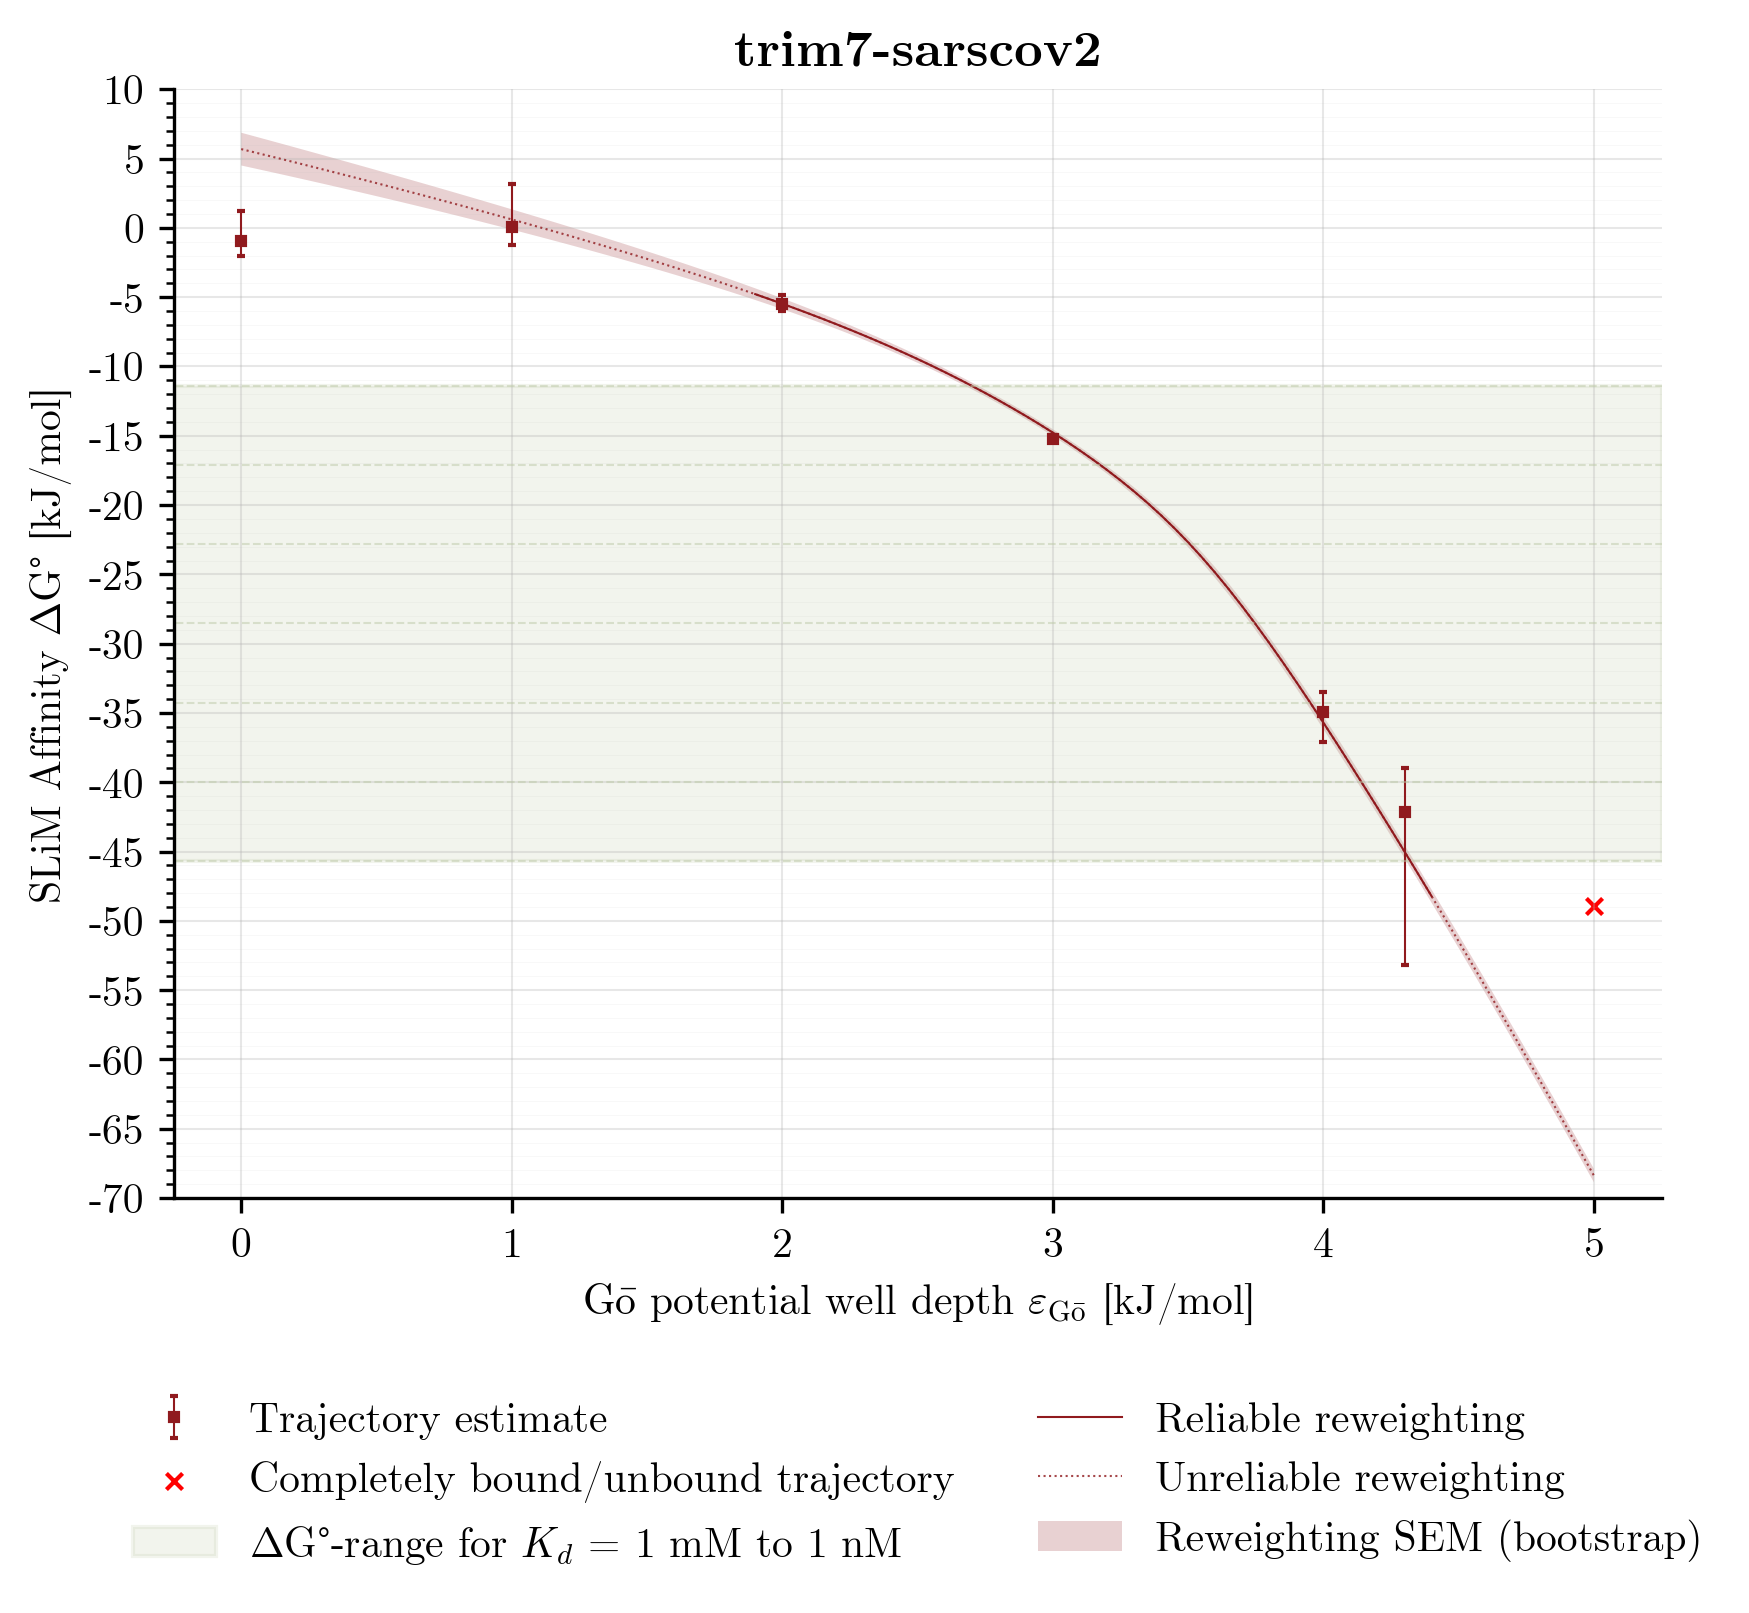 trim7-sarscov2
10
5
0
-5
-10
-15
-20
-25
-30
-35
-40
-45
-50
-55
-60
-65
-70
SLiM Affinity ΔG° [kJ/mol]
0 1 2 3 4 5
Gō potential well depth εGō [kJ/mol]
Trajectory estimate
Completely bound/unbound trajectory
ΔG°-range for Kd = 1 mM to 1 nM
Reliable reweighting
Unreliable reweighting
Reweighting SEM (bootstrap)